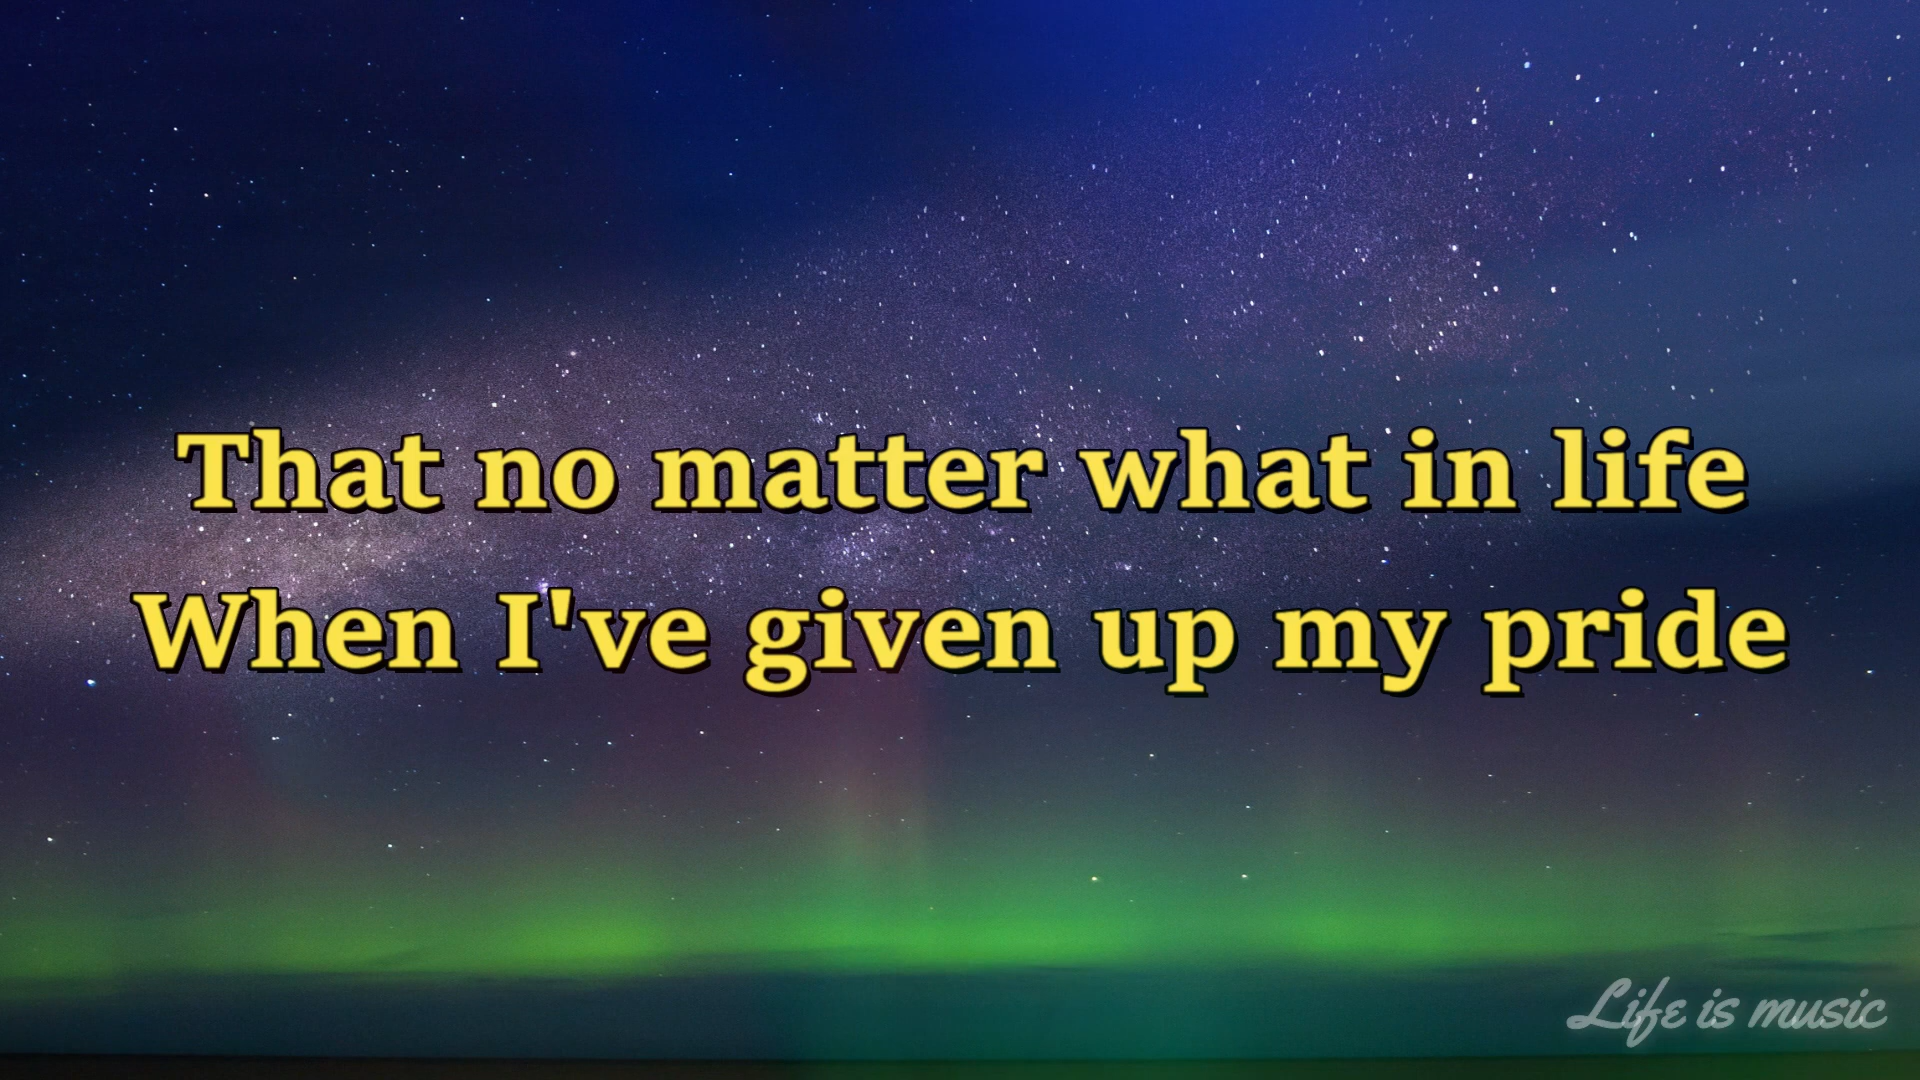 That no matter what in life
When I've given up my pride
Life is music